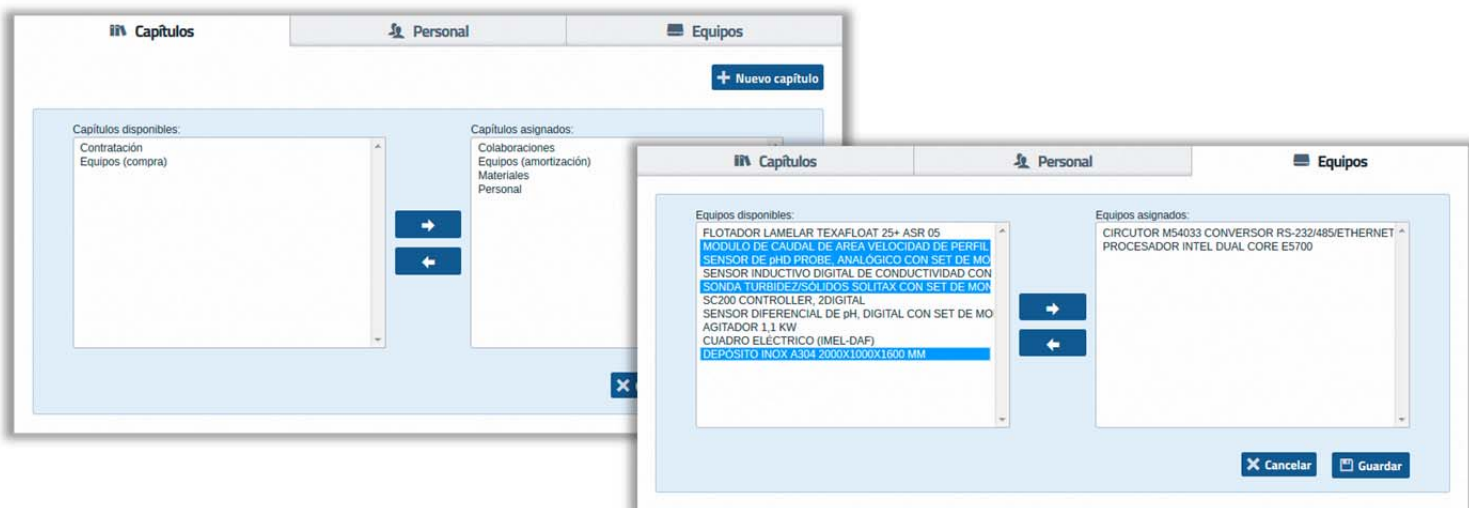 Capítulos
Personal
Equipos
Nuevo capítulo
Capítulos disponibles:
Contratación
Equipos (compra)
Capítulos asignados:
Colaboraciones
Equipos (amortización)
Materiales
Personal
Capítulos
Personal
Equipos
Equipos disponibles:
FLOTADOR LAMELAR TEXAFLOAT 25+ ASR 05
MODULO DE CAUDAL DE AREA VELOCIDAD DE PERFIL
SENSOR DE pHD PROBE, ANALÓGICO CON SET DE MO
SENSOR INDUCTIVO DIGITAL DE CONDUCTIVIDAD CON
SONDA TURBIDEZ/SÓLIDOS SOLITAX CON SET DE MON
SC200 CONTROLLER, 2DIGITAL
SENSOR DIFERENCIAL DE pH, DIGITAL CON SET DE MO
AGITADOR 1,1 KW
CUADRO ELÉCTRICO (IMEL-DAF)
DEPÓSITO INOX A304 2000X1000X1600 MM
Equipos asignados:
CIRCUTOR M54033 CONVERSOR RS-232/485/ETHERNET
PROCESADOR INTEL DUAL CORE E5700
Cancelar
Guardar